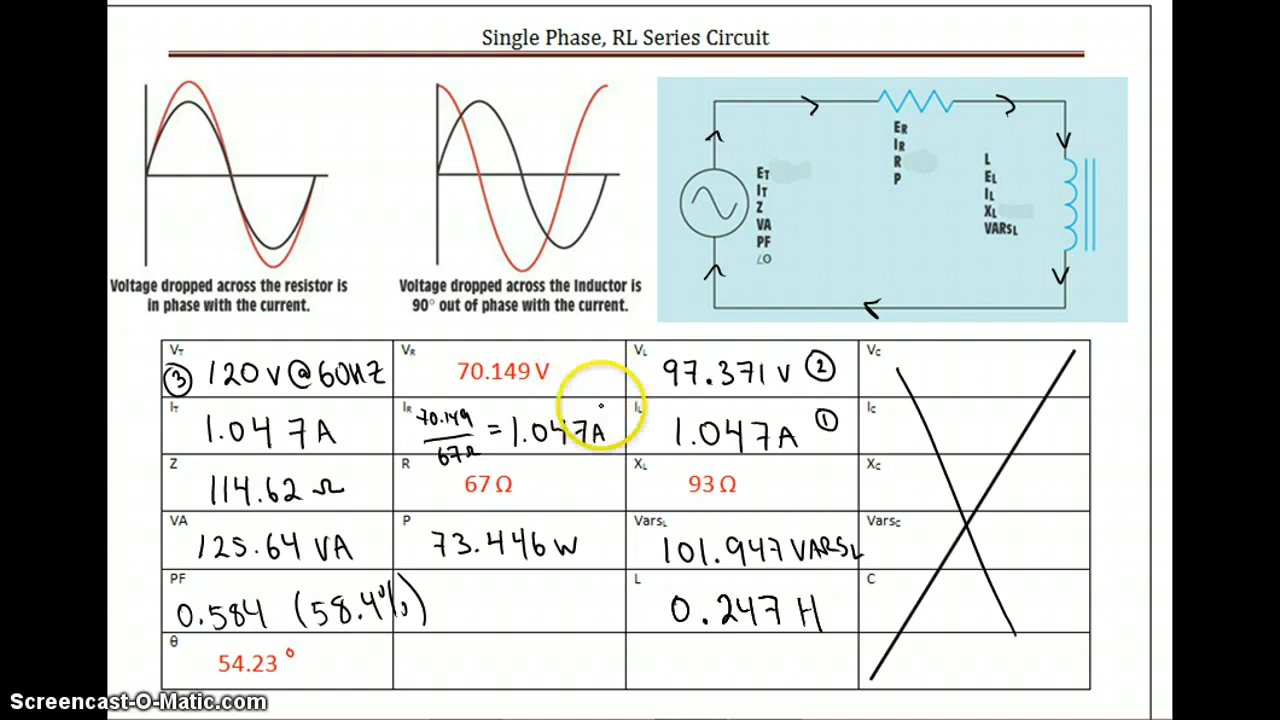 Single Phase, RL Series Circuit
Voltage dropped across the resistor is
in phase with the current.
Voltage dropped across the Inductor is
90° out of phase with the current.
ET
IT
Z
VA
PF
∠θ
ER
IR
R
P
L
EL
IL
XL
VARSL
VT
③ 120 V @ 60HZ
VR
70.149 V
VL
97.371 V ②
VC
IT
1.047A
IR
70.149
67Ω
= 1.047A
IL
1.047A ①
IC
Z
114.62 Ω
R
67 Ω
XL
93 Ω
XC
VA
125.64 VA
P
73.446 W
VarsL
101.947 VARSL
VarsC
PF
0.584 (58.4%)
L
0.247 H
C
θ
54.23°
Screencast-O-Matic.com